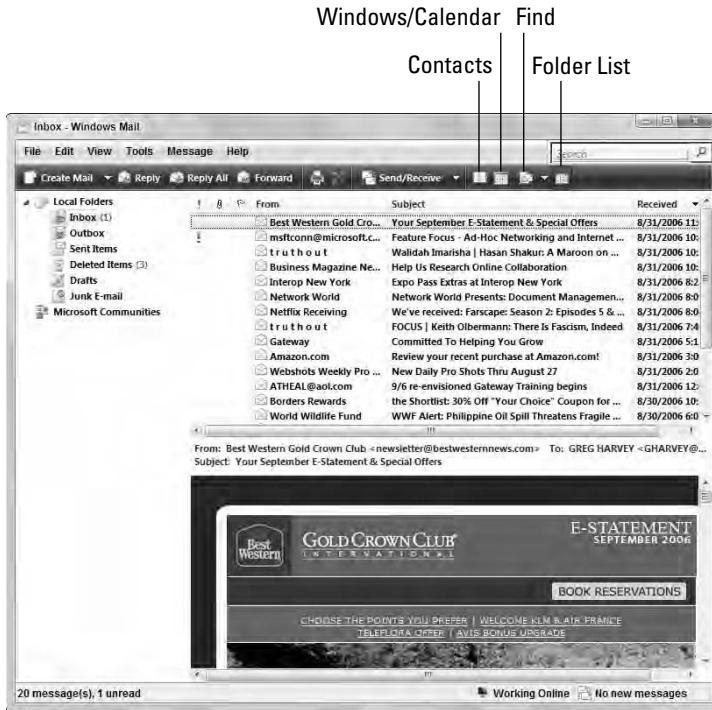 Windows/Calendar Find
Contacts Folder List
Inbox - Windows Mail
File Edit View Tools Message Help
Search
Create Mail Reply Reply All Forward Send/Receive
Local Folders
Inbox (1)
Outbox
Sent Items
Deleted Items (3)
Drafts
Junk E-mail
Microsoft Communities
! From Subject Received
Best Western Gold Cro... Your September E-Statement & Special Offers 8/31/2006 11:
! msftconn@microsoft.c... Feature Focus - Ad-Hoc Networking and Internet ... 8/31/2006 10:
t r u t h o u t Walidah Imarisha | Hasan Shakur: A Maroon on ... 8/31/2006 10:
Business Magazine Ne... Help Us Research Online Collaboration 8/31/2006 10:
Interop New York Expo Pass Extras at Interop New York 8/31/2006 8:2
Network World Network World Presents: Document Managemen... 8/31/2006 8:0
Netflix Receiving We've received: Farscape: Season 2: Episodes 5 & ... 8/31/2006 8:0
t r u t h o u t FOCUS | Keith Olbermann: There Is Fascism, Indeed 8/31/2006 7:4
Gateway Committed To Helping You Grow 8/31/2006 5:1
Amazon.com Review your recent purchase at Amazon.com! 8/31/2006 3:0
Webshots Weekly Pro ... New Daily Pro Shots Thru August 27 8/31/2006 2:0
ATHEAL@aol.com 9/6 re-envisioned Gateway Training begins 8/31/2006 12:
Borders Rewards the Shortlist: 30% Off "Your Choice" Coupon for ... 8/30/2006 10:
World Wildlife Fund WWF Alert: Philippine Oil Spill Threatens Fragile ... 8/30/2006 6:0
From: Best Western Gold Crown Club <newsletter@bestwesternnews.com> To: GREG HARVEY <GHARVEY@...
Subject: Your September E-Statement & Special Offers
Best Western
GOLD CROWN CLUB
INTERNATIONAL
E-STATEMENT
SEPTEMBER 2006
BOOK RESERVATIONS
CHOOSE THE POINTS YOU PREFER | WELCOME KLM & AIR FRANCE
TELEFLORA OFFER | AVIS BONUS UPGRADE
20 message(s), 1 unread Working Online No new messages